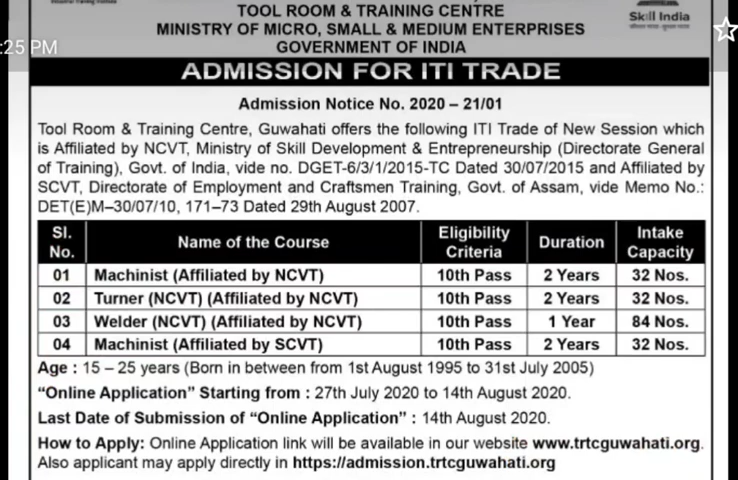 TOOL ROOM & TRAINING CENTRE
MINISTRY OF MICRO, SMALL & MEDIUM ENTERPRISES
GOVERNMENT OF INDIA
Skill India
:25 PM
ADMISSION FOR ITI TRADE
Admission Notice No. 2020 – 21/01
Tool Room & Training Centre, Guwahati offers the following ITI Trade of New Session which
is Affiliated by NCVT, Ministry of Skill Development & Entrepreneurship (Directorate General
of Training), Govt. of India, vide no. DGET-6/3/1/2015-TC Dated 30/07/2015 and Affiliated by
SCVT, Directorate of Employment and Craftsmen Training, Govt. of Assam, vide Memo No.:
DET(E)M–30/07/10, 171–73 Dated 29th August 2007.
Sl. No. Name of the Course Eligibility Criteria Duration Intake Capacity
01 Machinist (Affiliated by NCVT) 10th Pass 2 Years 32 Nos.
02 Turner (NCVT) (Affiliated by NCVT) 10th Pass 2 Years 32 Nos.
03 Welder (NCVT) (Affiliated by NCVT) 10th Pass 1 Year 84 Nos.
04 Machinist (Affiliated by SCVT) 10th Pass 2 Years 32 Nos.
Age : 15 – 25 years (Born in between from 1st August 1995 to 31st July 2005)
“Online Application” Starting from : 27th July 2020 to 14th August 2020.
Last Date of Submission of “Online Application” : 14th August 2020.
How to Apply: Online Application link will be available in our website www.trtcguwahati.org.
Also applicant may apply directly in https://admission.trtcguwahati.org